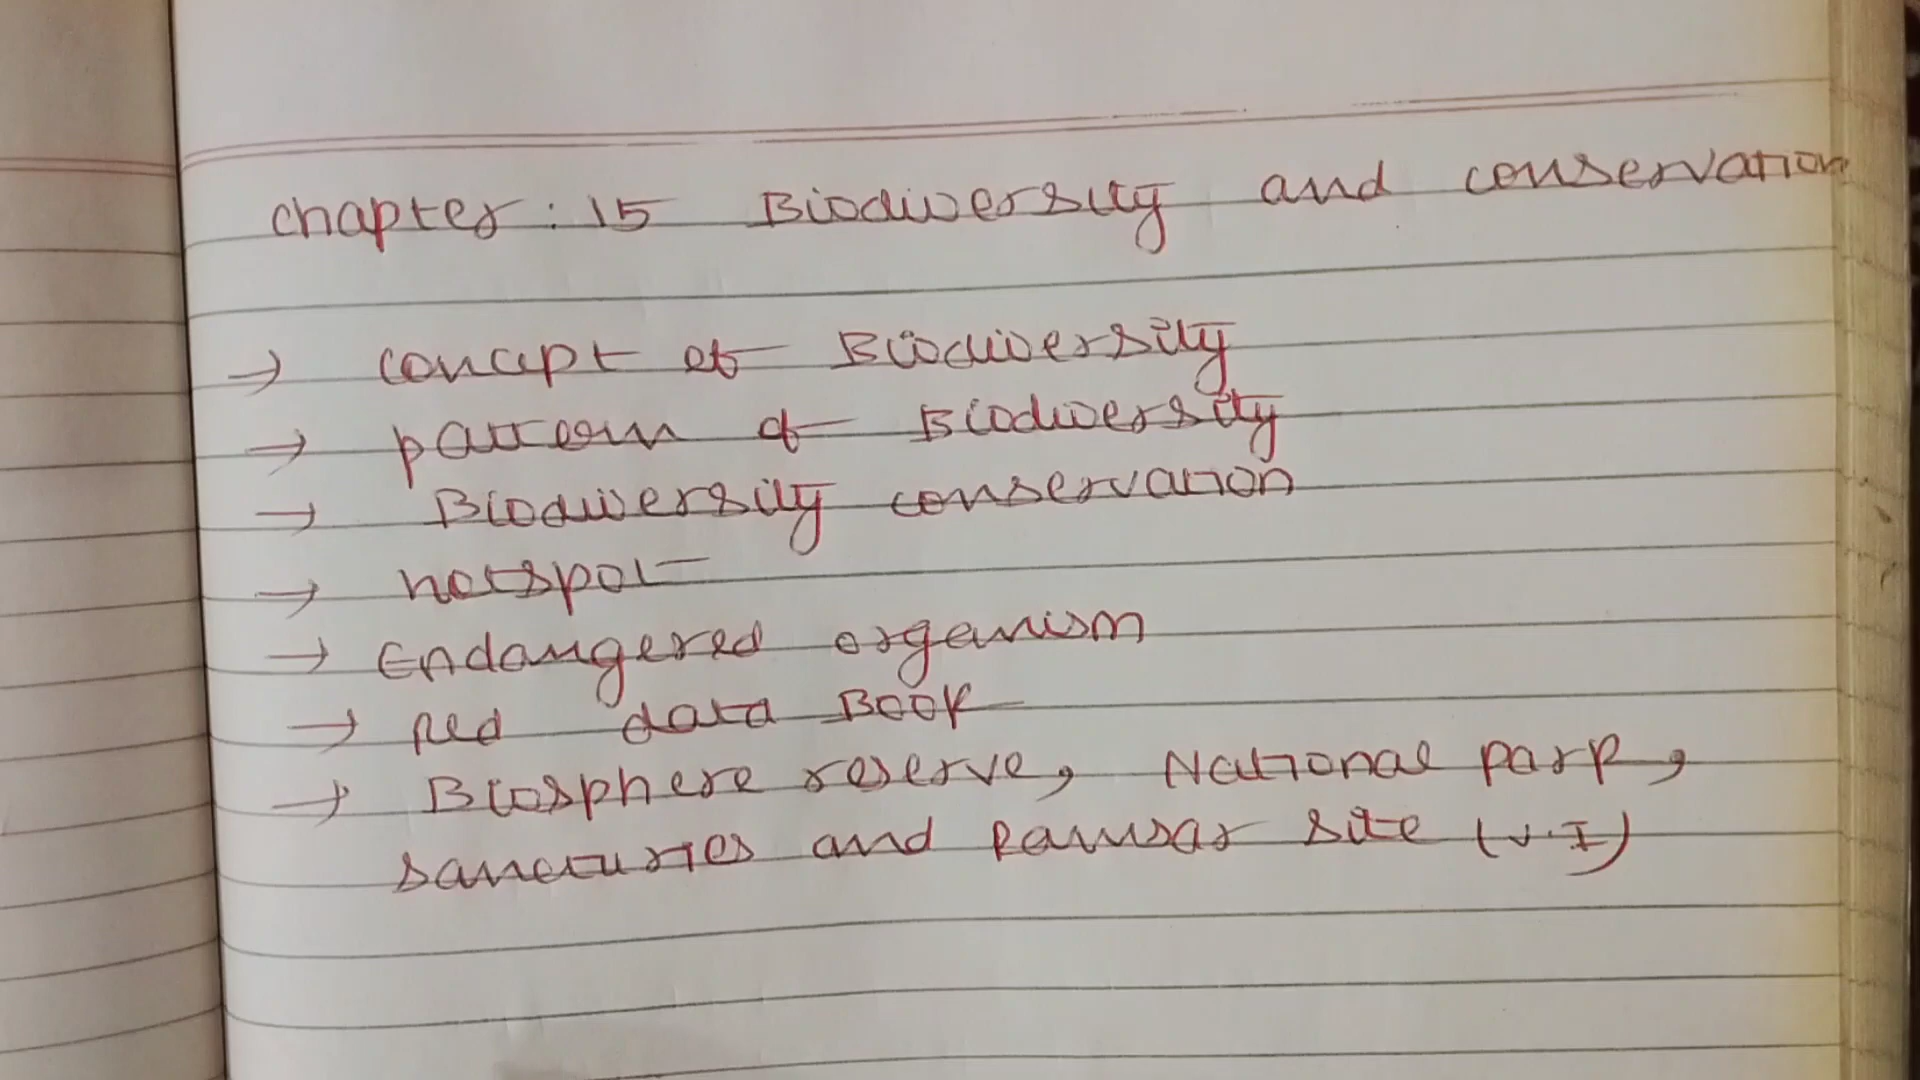 chapter : 15 Biodiversity and conservation
→ concept of Biodiversity
→ pattern of Biodiversity
→ Biodiversity conservation
→ hotspot
→ Endangered organism
→ Red data Book
→ Biosphere reserve, National park,
sancturies and Ramsar site (V.I)